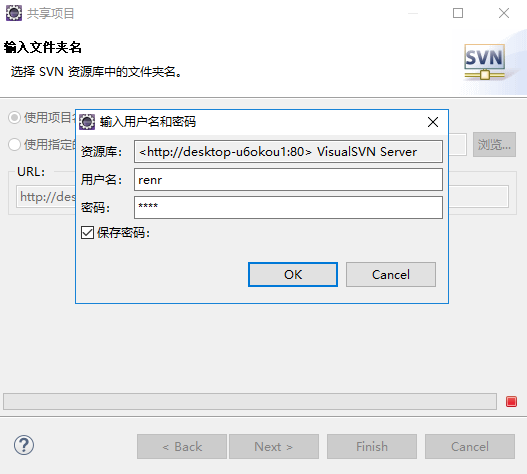 共享项目
输入文件夹名
选择 SVN 资源库中的文件夹名。
SVN
使用项目
输入用户名和密码
使用指定的
浏览...
资源库： <http://desktop-u6okou1:80> VisualSVN Server
URL:
用户名： renr
http://des
密码： ****
保存密码：
OK Cancel
? < Back Next > Finish Cancel